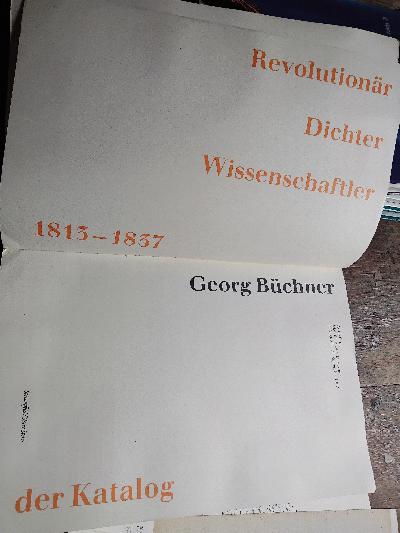 Revolutionär
Dichter
Wissenschaftler
1813–1837
Georg Büchner
der Katalog